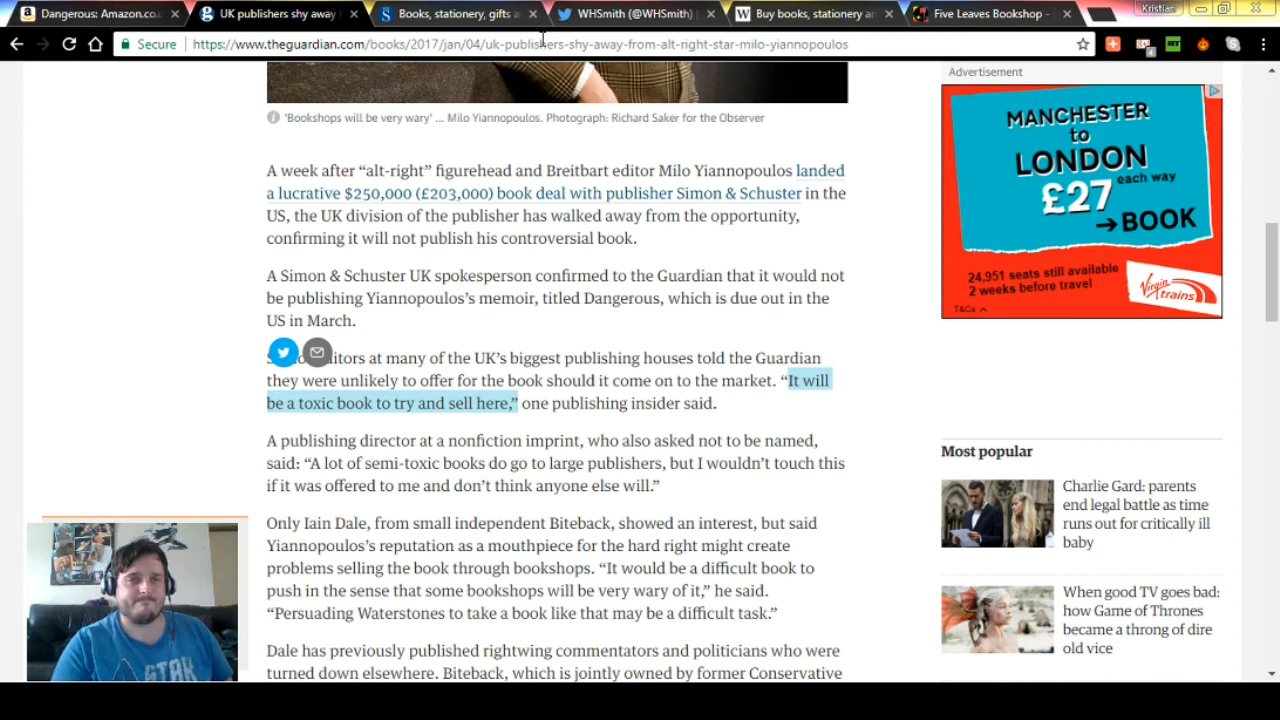 Dangerous: Amazon.co.
UK publishers shy away
Books, stationery, gifts a
WHSmith (@WHSmith)
Buy books, stationery an
Five Leaves Bookshop -
Kristian
Secure
https://www.theguardian.com/books/2017/jan/04/uk-publishers-shy-away-from-alt-right-star-milo-yiannopoulos
'Bookshops will be very wary' ... Milo Yiannopoulos. Photograph: Richard Saker for the Observer
A week after “alt-right” figurehead and Breitbart editor Milo Yiannopoulos landed
a lucrative $250,000 (£203,000) book deal with publisher Simon & Schuster in the
US, the UK division of the publisher has walked away from the opportunity,
confirming it will not publish his controversial book.
A Simon & Schuster UK spokesperson confirmed to the Guardian that it would not
be publishing Yiannopoulos’s memoir, titled Dangerous, which is due out in the
US in March.
itors at many of the UK’s biggest publishing houses told the Guardian
they were unlikely to offer for the book should it come on to the market. “It will
be a toxic book to try and sell here,” one publishing insider said.
A publishing director at a nonfiction imprint, who also asked not to be named,
said: “A lot of semi-toxic books do go to large publishers, but I wouldn’t touch this
if it was offered to me and don’t think anyone else will.”
Only Iain Dale, from small independent Biteback, showed an interest, but said
Yiannopoulos’s reputation as a mouthpiece for the hard right might create
problems selling the book through bookshops. “It would be a difficult book to
push in the sense that some bookshops will be very wary of it,” he said.
“Persuading Waterstones to take a book like that may be a difficult task.”
Dale has previously published rightwing commentators and politicians who were
turned down elsewhere. Biteback, which is jointly owned by former Conservative
Advertisement
MANCHESTER
to
LONDON
£27 each way
→BOOK
24,951 seats still available
2 weeks before travel
T&Cs
Virgin trains
Most popular
Charlie Gard: parents
end legal battle as time
runs out for critically ill
baby
When good TV goes bad:
how Game of Thrones
became a throng of dire
old vice
STAR